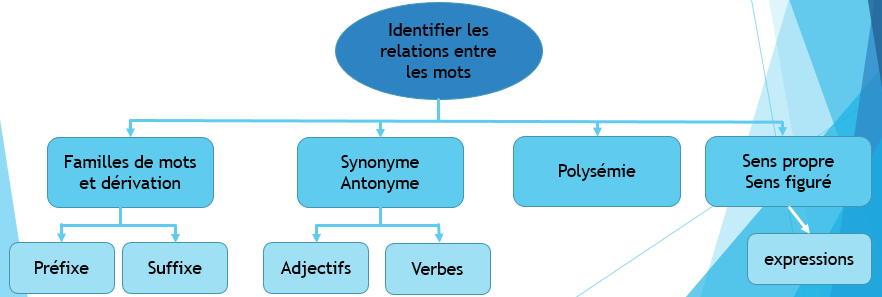 Identifier les
relations entre
les mots
Familles de mots
et dérivation
Synonyme
Antonyme
Polysémie
Sens propre
Sens figuré
Préfixe
Suffixe
Adjectifs
Verbes
expressions